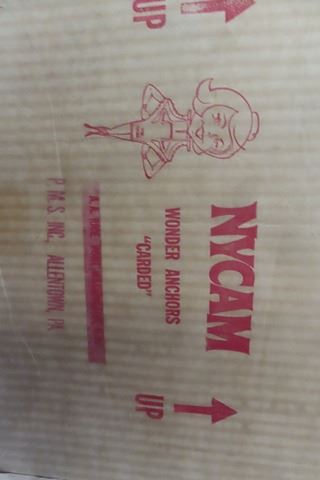 UP
UP
NYCAM
WONDER ANCHORS
"CARDED"
P. M. S. INC., ALLENTOWN, PA